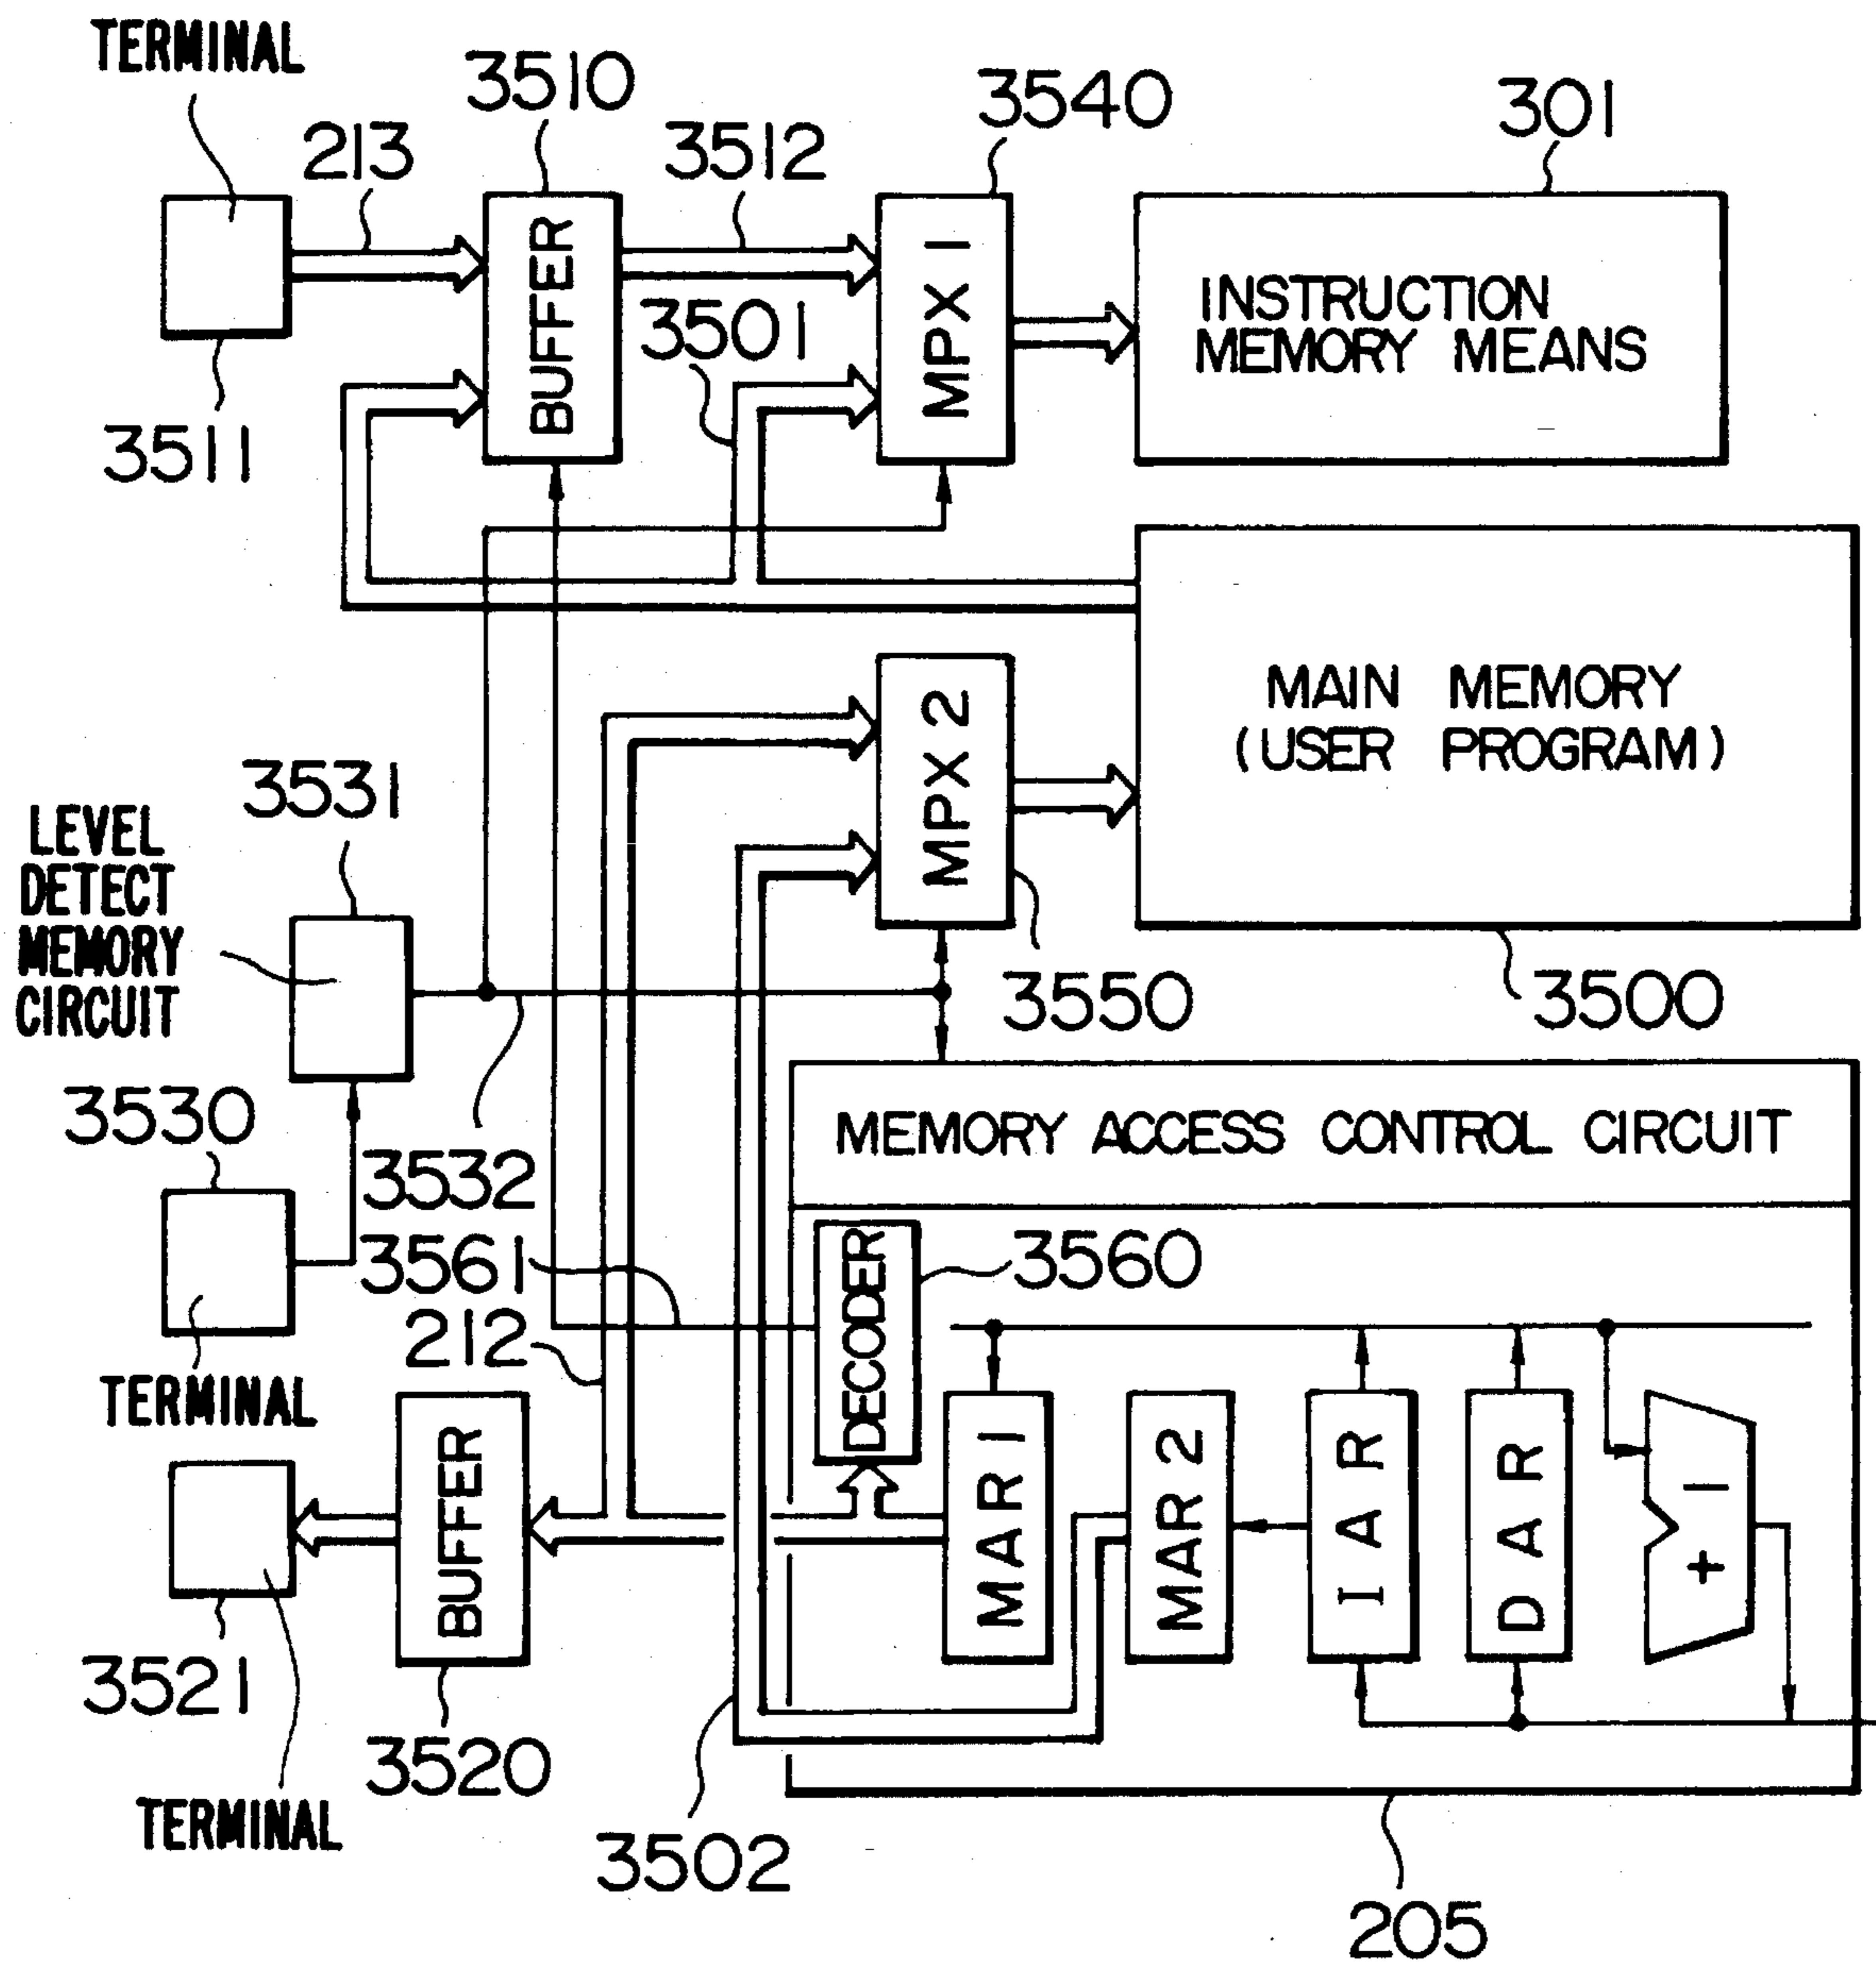 TERMINAL
3510
3540
301
213
3512
BUFFER
MPX 1
3501
INSTRUCTION
MEMORY MEANS
3511
MAIN MEMORY
(USER PROGRAM)
MPX 2
3531
LEVEL
DETECT
MEMORY
CIRCUIT
3550
3500
3530
MEMORY ACCESS CONTROL CIRCUIT
3532
3561
3560
DECODER
212
TERMINAL
BUFFER
MAR 1
MAR 2
IAR
DAR
+1
3521
3520
TERMINAL
3502
205